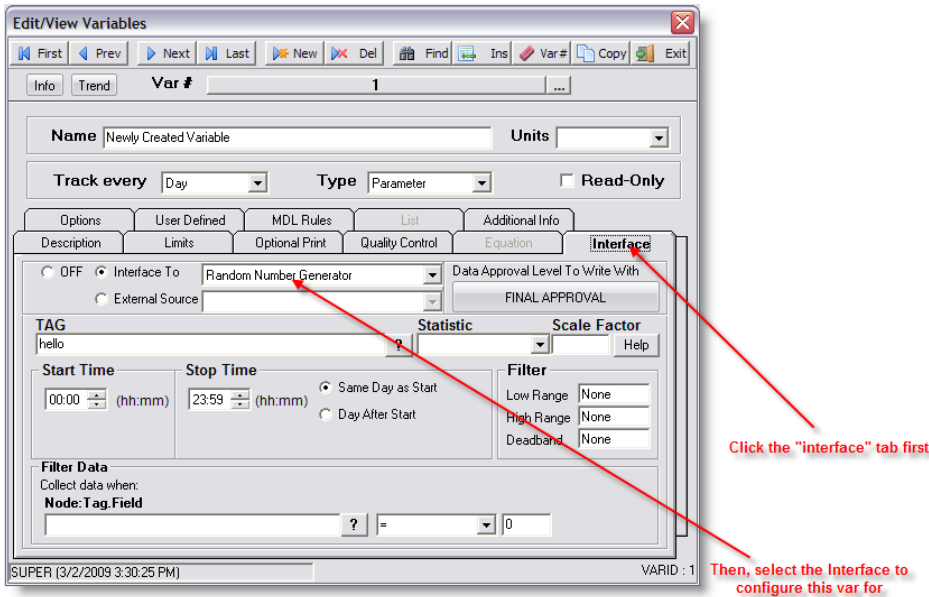 Edit/View Variables
First Prev Next Last New Del Find Ins Var# Copy Exit
Info Trend Var # 1 ...
Name Newly Created Variable Units
Track every Day Type Parameter Read-Only
Options User Defined MDL Rules List Additional Info
Description Limits Optional Print Quality Control Equation Interface
OFF Interface To Random Number Generator Data Approval Level To Write With
External Source FINAL APPROVAL
TAG Statistic Scale Factor
hello ? Help
Start Time Stop Time Filter
00:00 (hh:mm) 23:59 (hh:mm) Same Day as Start Low Range None
Day After Start High Range None
Deadband None
Click the "interface" tab first
Filter Data
Collect data when:
Node:Tag.Field
? = 0
SUPER (3/2/2009 3:30:25 PM) VARID : 1
Then, select the Interface to
configure this var for